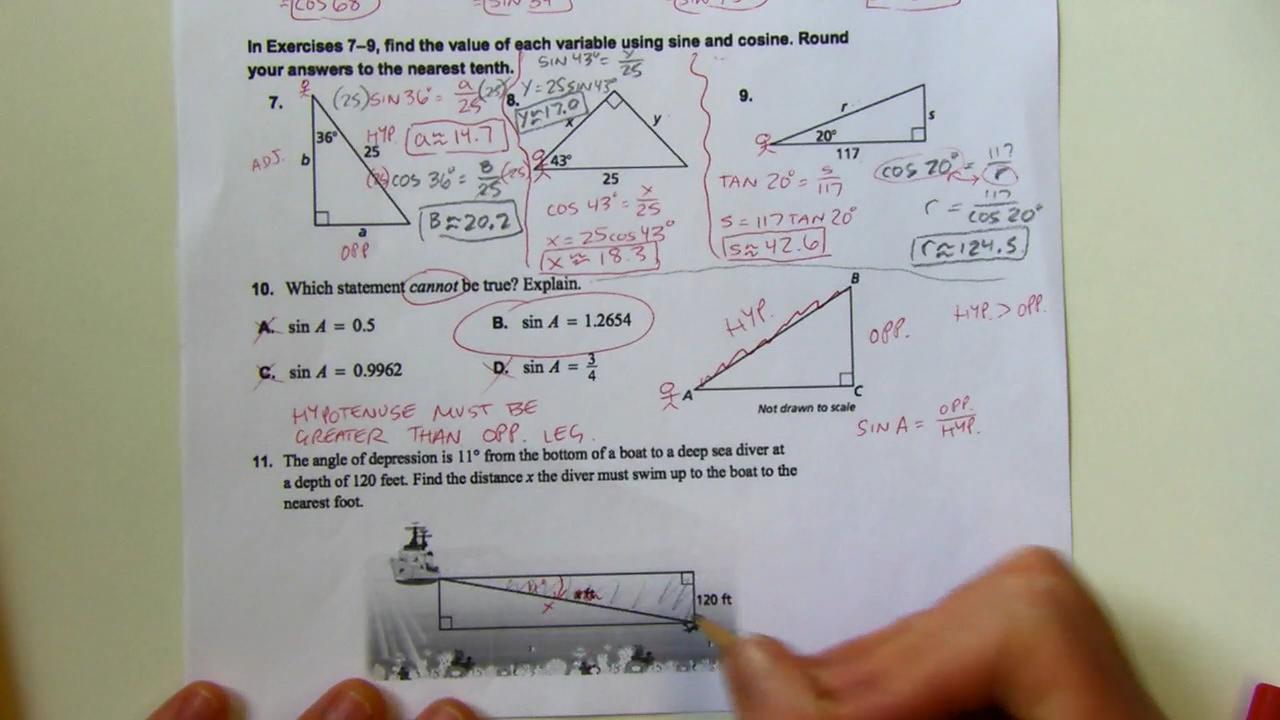 = COS 68°
In Exercises 7–9, find the value of each variable using sine and cosine. Round
your answers to the nearest tenth.
7.
(25) SIN 36° = a/25 (25)
36°
HYP.
25
a ≈ 14.7
ADJ.
b
(25) COS 36° = B/25 (25)
B ≈ 20.2
a
OPP
8.
SIN 43° = Y/25
Y = 25 SIN 43°
Y ≈ 17.0
x
y
43°
25
COS 43° = X/25
X = 25 COS 43°
X ≈ 18.3
9.
r
s
20°
117
TAN 20° = S/117
S = 117 TAN 20°
S ≈ 42.6
COS 20° = 117/r
r = 117/COS 20°
r ≈ 124.5
10. Which statement cannot be true? Explain.
A. sin A = 0.5
B. sin A = 1.2654
C. sin A = 0.9962
D. sin A = 3/4
B
HYP.
OPP.
HYP. > OPP.
A
C
Not drawn to scale
SIN A = OPP./HYP.
HYPOTENUSE MUST BE
GREATER THAN OPP. LEG.
11. The angle of depression is 11° from the bottom of a boat to a deep sea diver at
a depth of 120 feet. Find the distance x the diver must swim up to the boat to the
nearest foot.
X
120 ft